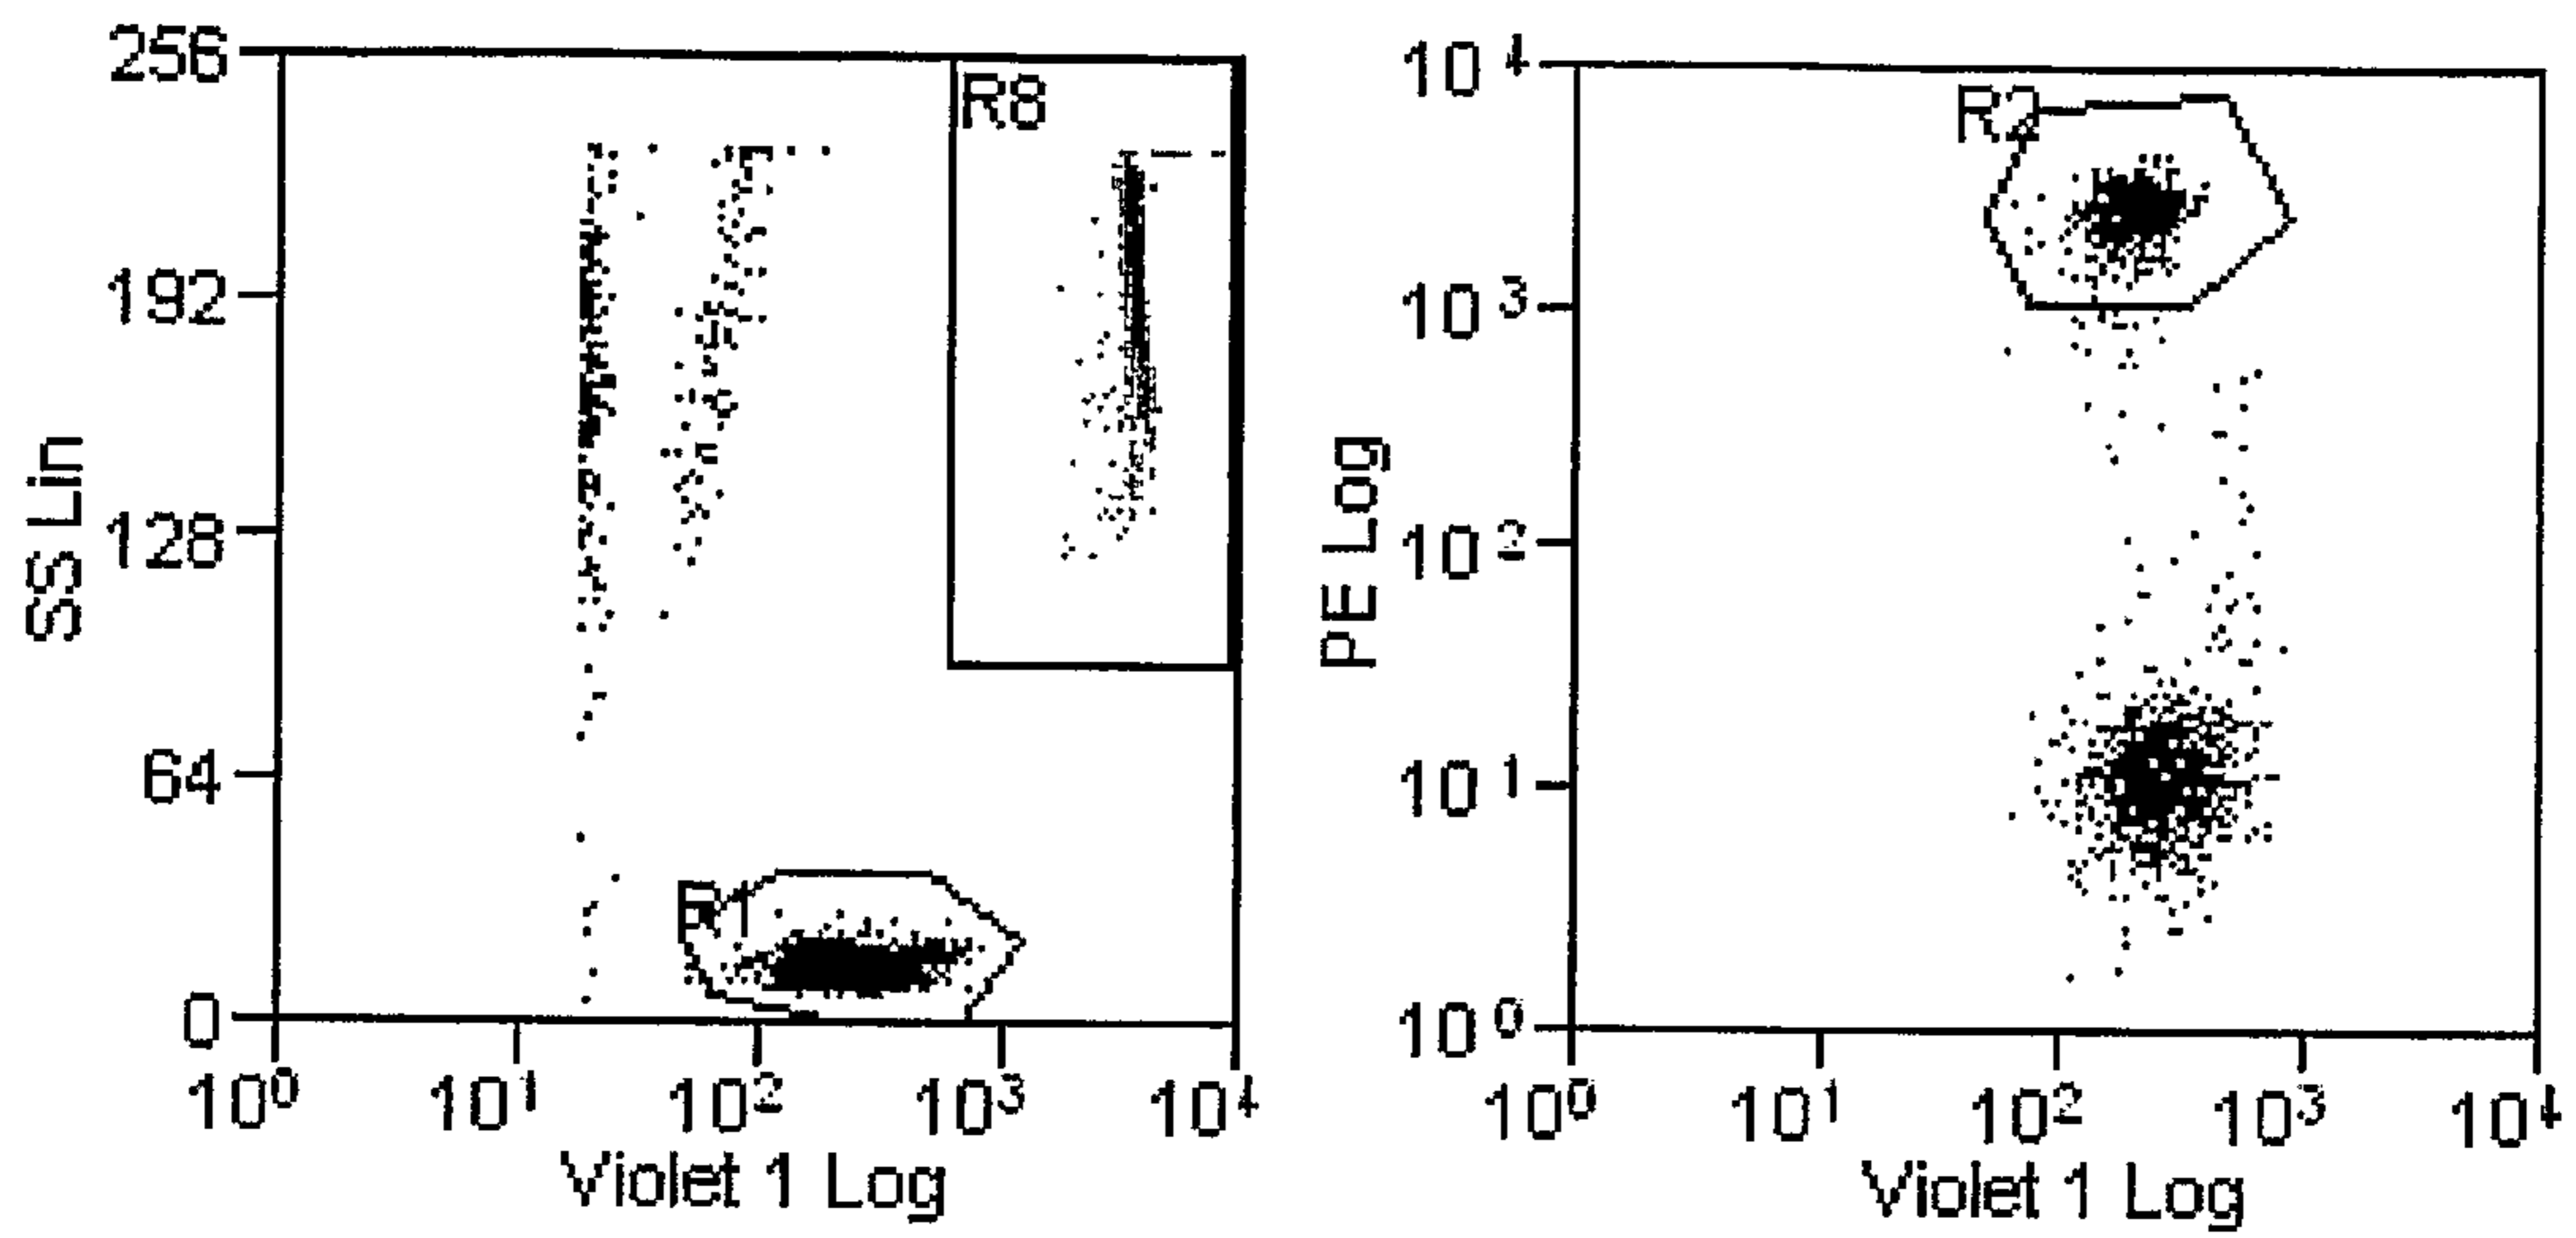 256
192
128
64
0
SS Lin
R8
R1
10⁰ 10¹ 10² 10³ 10⁴
Violet 1 Log
10⁴
10³
10²
10¹
10⁰
PE Log
R2
10⁰ 10¹ 10² 10³ 10⁴
Violet 1 Log